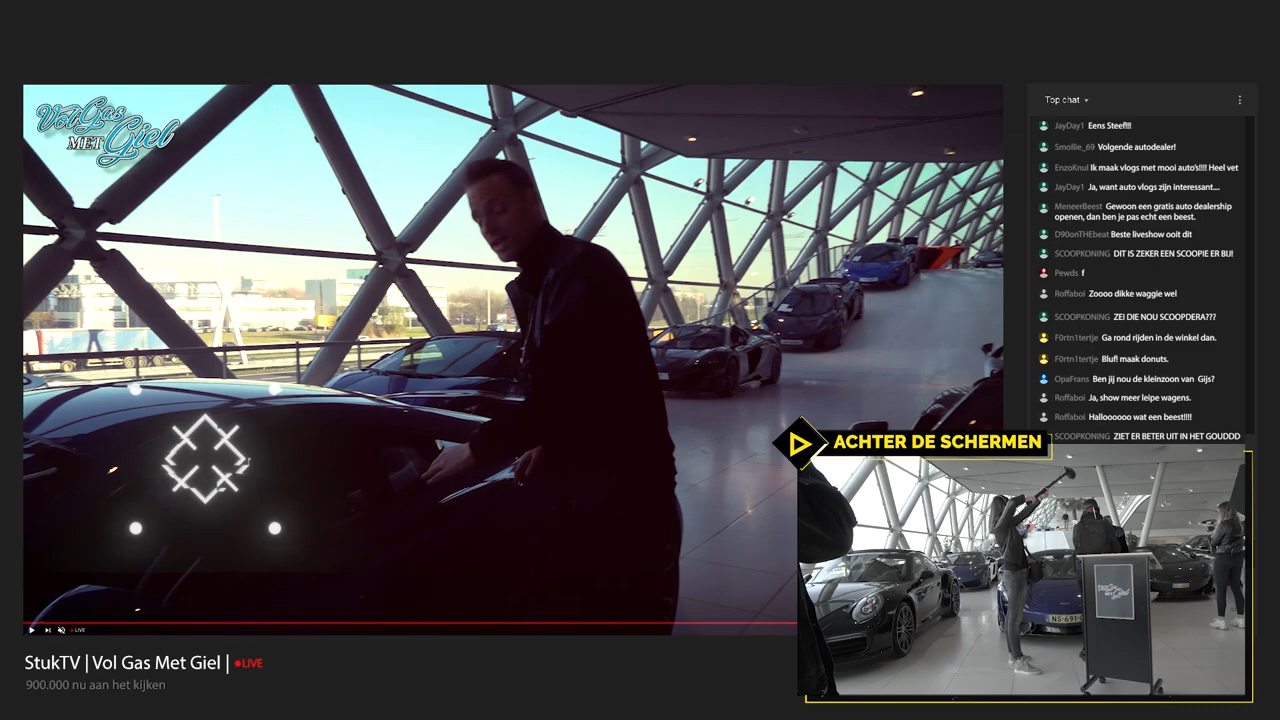 Vol Gas
MET Giel
Top chat
JayDay1 Eens Steef!!!
Smollie_69 Volgende autodealer!
EnzoKnul Ik maak vlogs met mooi auto's!!!! Heel vet
JayDay1 Ja, want auto vlogs zijn interessant....
MeneerBeest Gewoon een gratis auto dealership
openen, dan ben je pas echt een beest.
D90onTHEbeat Beste liveshow ooit dit
SCOOPKONING DIT IS ZEKER EEN SCOOPIE ER BIJ!
Pewds f
Roffaboi Zoooo dikke waggie wel
SCOOPKONING ZEI DIE NOU SCOOPDERA???
F0rtn1tertje Ga rond rijden in de winkel dan.
F0rtn1tertje Bluf! maak donuts.
OpaFrans Ben jij nou de kleinzoon van Gijs?
Roffaboi Ja, show meer leipe wagens.
Roffaboi Halloooooo wat een beest!!!!
SCOOPKONING ZIET ER BETER UIT IN HET GOUDDD
ACHTER DE SCHERMEN
LIVE
StukTV | Vol Gas Met Giel | LIVE
900.000 nu aan het kijken